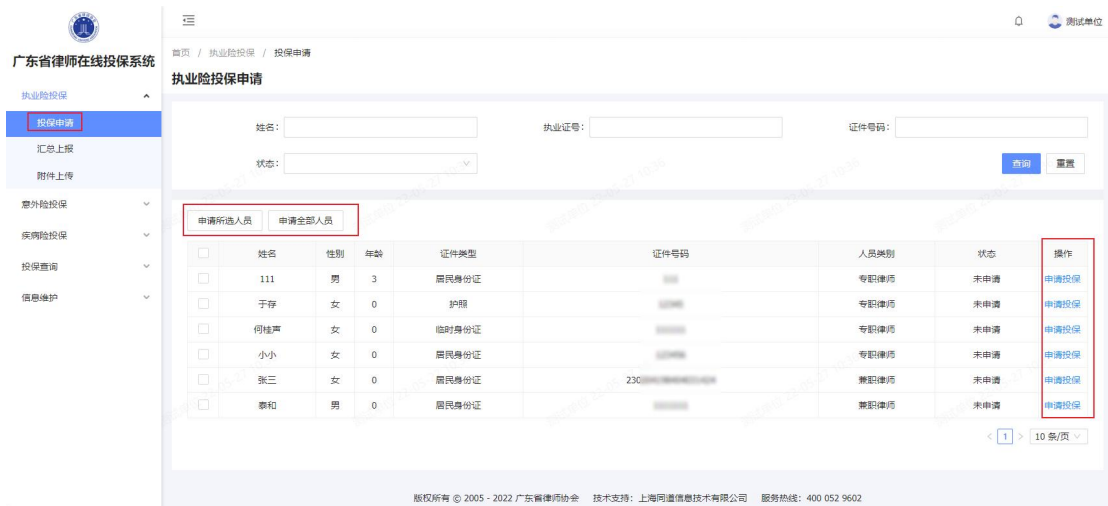 测试单位
广东省律师在线投保系统
首页 / 执业险投保 / 投保申请
执业险投保申请
执业险投保
投保申请
汇总上报
附件上传
意外险投保
疾病险投保
投保查询
信息维护
姓名: 执业证号: 证件号码:
状态: 查询 重置
申请所选人员 申请全部人员
姓名 性别 年龄 证件类型 证件号码 人员类别 状态 操作
111 男 3 居民身份证 专职律师 未申请 申请投保
于存 女 0 护照 专职律师 未申请 申请投保
何桂声 女 0 临时身份证 专职律师 未申请 申请投保
小小 女 0 居民身份证 专职律师 未申请 申请投保
张三 女 0 居民身份证 230 兼职律师 未申请 申请投保
泰和 男 0 居民身份证 兼职律师 未申请 申请投保
< 1 > 10 条/页
版权所有 © 2005 - 2022 广东省律师协会 技术支持: 上海同道信息技术有限公司 服务热线: 400 052 9602